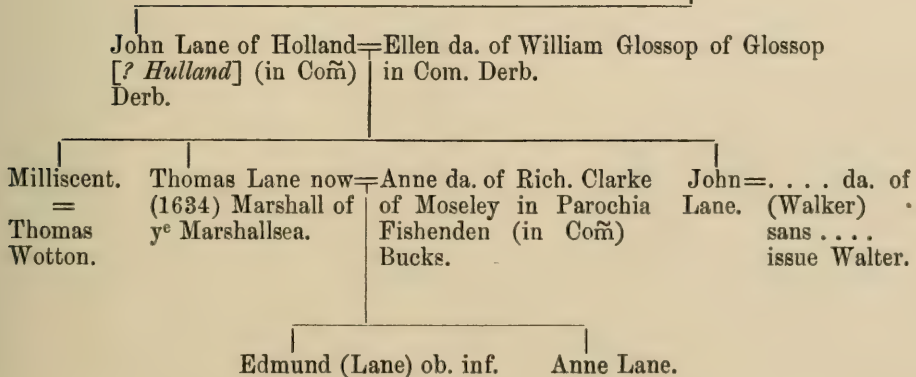 John Lane of Holland=Ellen da. of William Glossop of Glossop
[? Hulland] (in Com̃) in Com. Derb.
Derb.
Milliscent.
=
Thomas
Wotton.
Thomas Lane now=Anne da. of Rich. Clarke
(1634) Marshall of of Moseley in Parochia
yᵉ Marshallsea. Fishenden (in Com̃)
Bucks.
John=. . . . da. of
Lane. (Walker)
sans . . . .
issue Walter.
Edmund (Lane) ob. inf. Anne Lane.